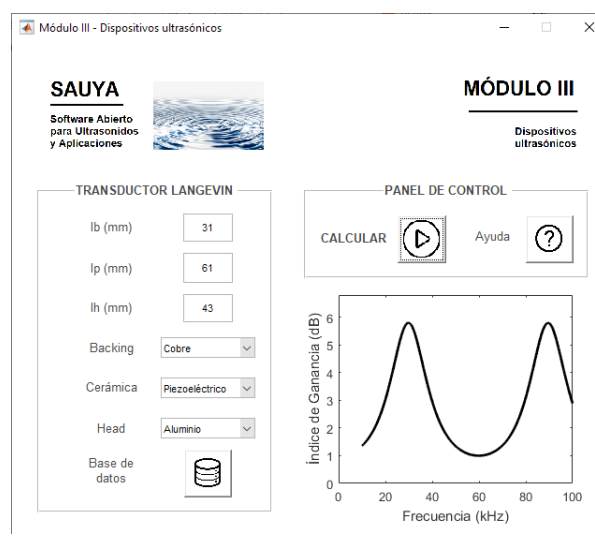 Módulo III - Dispositivos ultrasónicos
SAUYA
Software Abierto
para Ultrasonidos
y Aplicaciones
MÓDULO III
Dispositivos
ultrasónicos
TRANSDUCTOR LANGEVIN
lb (mm) 31
lp (mm) 61
lh (mm) 43
Backing Cobre
Cerámica Piezoeléctrico
Head Aluminio
Base de
datos
PANEL DE CONTROL
CALCULAR Ayuda ?
Índice de Ganancia (dB)
6
5
4
3
2
1
0
0 20 40 60 80 100
Frecuencia (kHz)